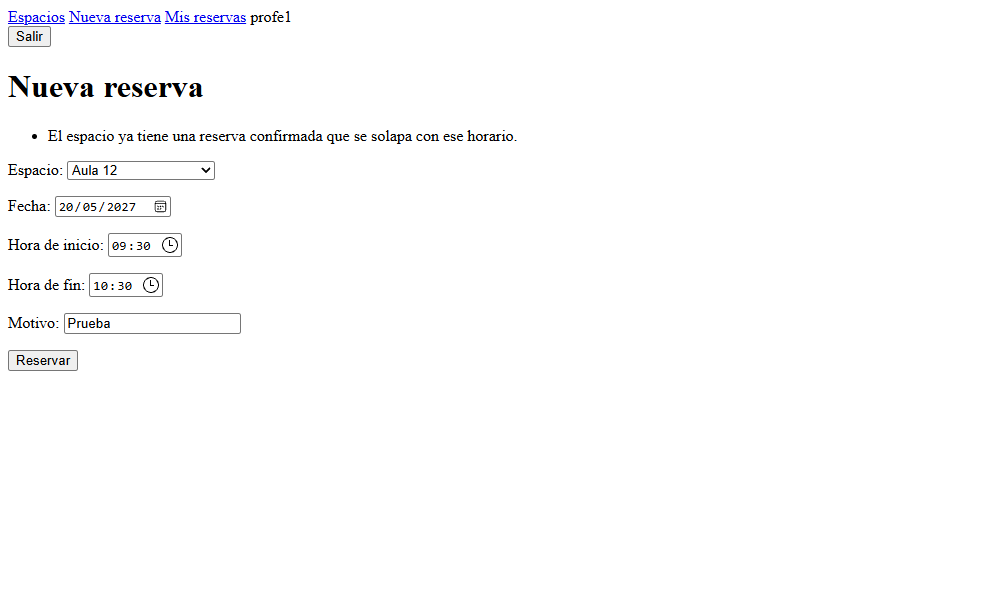 Espacios Nueva reserva Mis reservas profe1
Salir
Nueva reserva
• El espacio ya tiene una reserva confirmada que se solapa con ese horario.
Espacio: Aula 12
Fecha: 20/05/2027
Hora de inicio: 09:30
Hora de fin: 10:30
Motivo: Prueba
Reservar